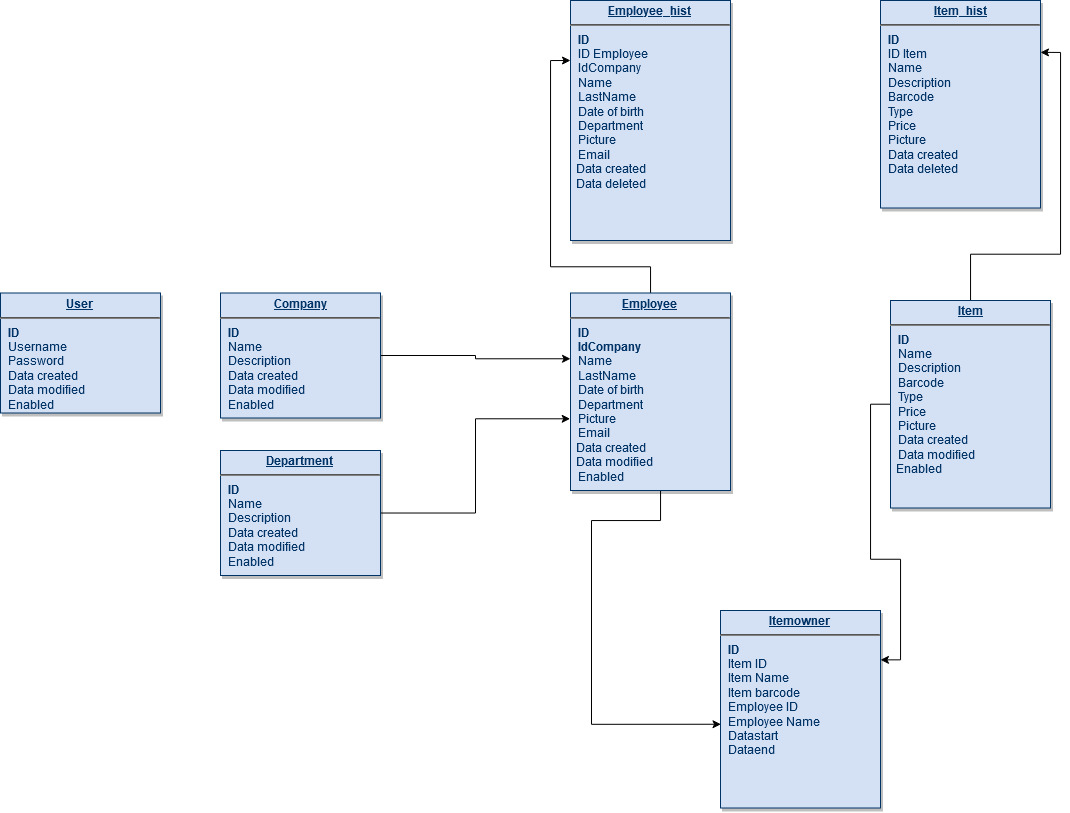 Employee_hist
ID
ID Employee
IdCompany
Name
LastName
Date of birth
Department
Picture
Email
Data created
Data deleted
Item_hist
ID
ID Item
Name
Description
Barcode
Type
Price
Picture
Data created
Data deleted
User
ID
Username
Password
Data created
Data modified
Enabled
Company
ID
Name
Description
Data created
Data modified
Enabled
Employee
ID
IdCompany
Name
LastName
Date of birth
Department
Picture
Email
Data created
Data modified
Enabled
Item
ID
Name
Description
Barcode
Type
Price
Picture
Data created
Data modified
Enabled
Department
ID
Name
Description
Data created
Data modified
Enabled
Itemowner
ID
Item ID
Item Name
Item barcode
Employee ID
Employee Name
Datastart
Dataend